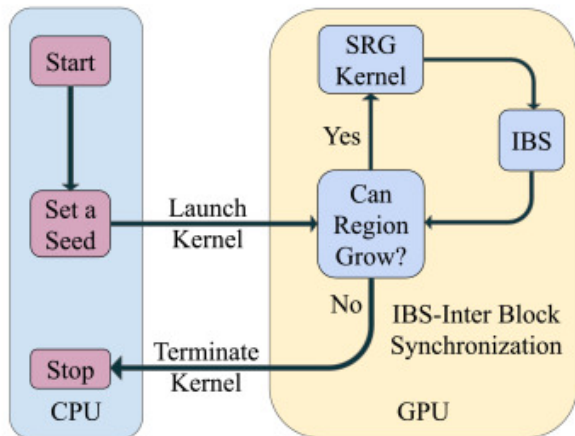 Start
SRG
Kernel
Yes
IBS
Set a
Seed
Launch
Kernel
Can
Region
Grow?
No
IBS-Inter Block
Synchronization
Terminate
Kernel
Stop
CPU
GPU